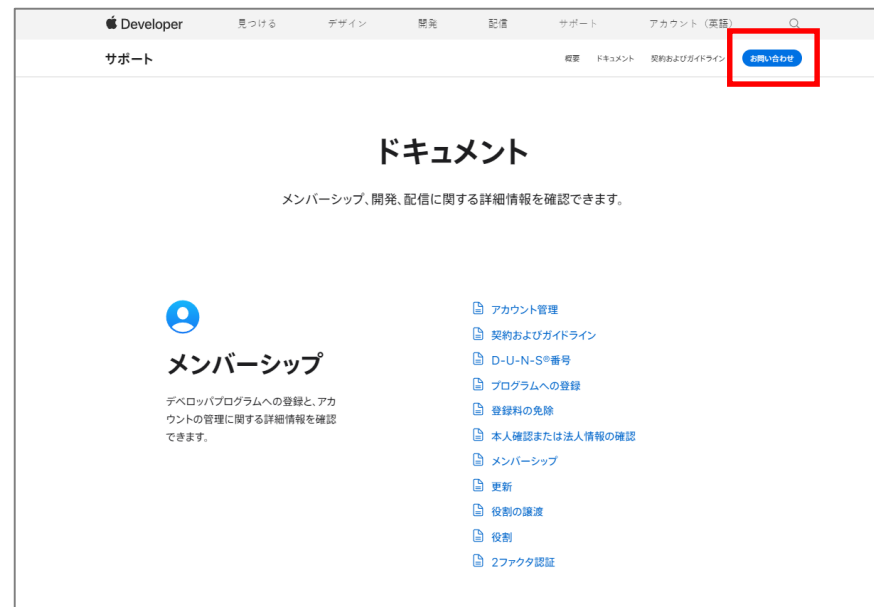 Developer 見つける デザイン 開発 配信 サポート アカウント（英語）
サポート 概要 ドキュメント 契約およびガイドライン お問い合わせ
ドキュメント
メンバーシップ、開発、配信に関する詳細情報を確認できます。
メンバーシップ
デベロッパプログラムへの登録と、アカ
ウントの管理に関する詳細情報を確認
できます。
アカウント管理
契約およびガイドライン
D-U-N-S®番号
プログラムへの登録
登録料の免除
本人確認または法人情報の確認
メンバーシップ
更新
役割の譲渡
役割
2ファクタ認証